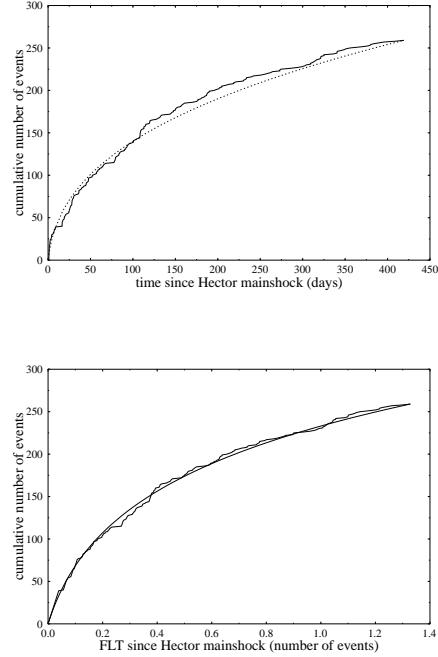 300
250
200
150
100
50
0
cumulative number of events
0 50 100 150 200 250 300 350 400 450
time since Hector mainshock (days)
300
250
200
150
100
50
0
cumulative number of events
0.0 0.2 0.4 0.6 0.8 1.0 1.2 1.4
FLT since Hector mainshock (number of events)